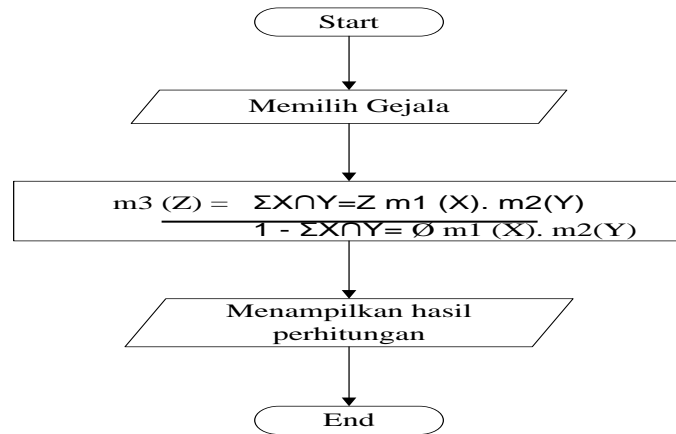 Start
Memilih Gejala
m3 (Z) = ΣX∩Y=Z m1 (X). m2(Y)
1 - ΣX∩Y= Ø m1 (X). m2(Y)
Menampilkan hasil
perhitungan
End